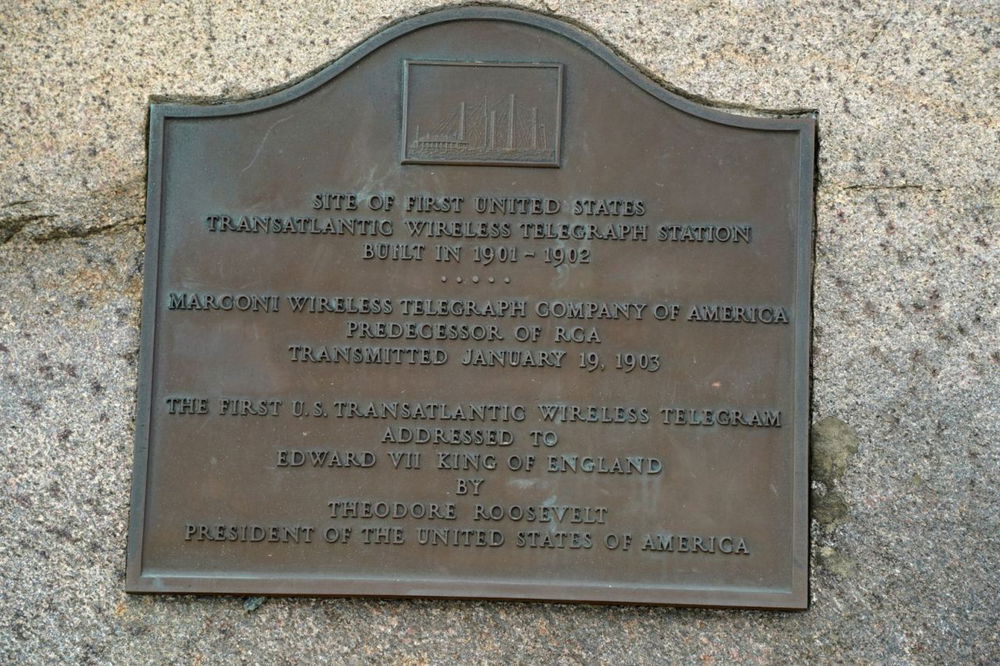 SITE OF FIRST UNITED STATES
TRANSATLANTIC WIRELESS TELEGRAPH STATION
BUILT IN 1901 - 1902
. . . . .
MARCONI WIRELESS TELEGRAPH COMPANY OF AMERICA
PREDECESSOR OF RCA
TRANSMITTED JANUARY 19, 1903
THE FIRST U.S. TRANSATLANTIC WIRELESS TELEGRAM
ADDRESSED TO
EDWARD VII KING OF ENGLAND
BY
THEODORE ROOSEVELT
PRESIDENT OF THE UNITED STATES OF AMERICA